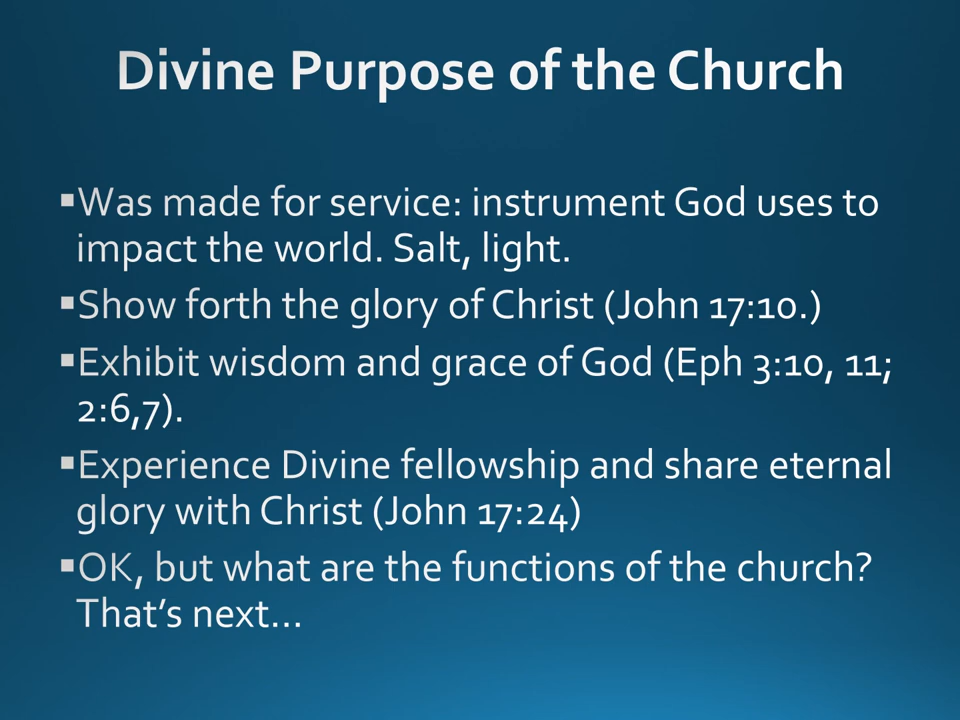 Divine Purpose of the Church
▪Was made for service: instrument God uses to
impact the world. Salt, light.
▪Show forth the glory of Christ (John 17:10.)
▪Exhibit wisdom and grace of God (Eph 3:10, 11;
2:6,7).
▪Experience Divine fellowship and share eternal
glory with Christ (John 17:24)
▪OK, but what are the functions of the church?
That’s next…